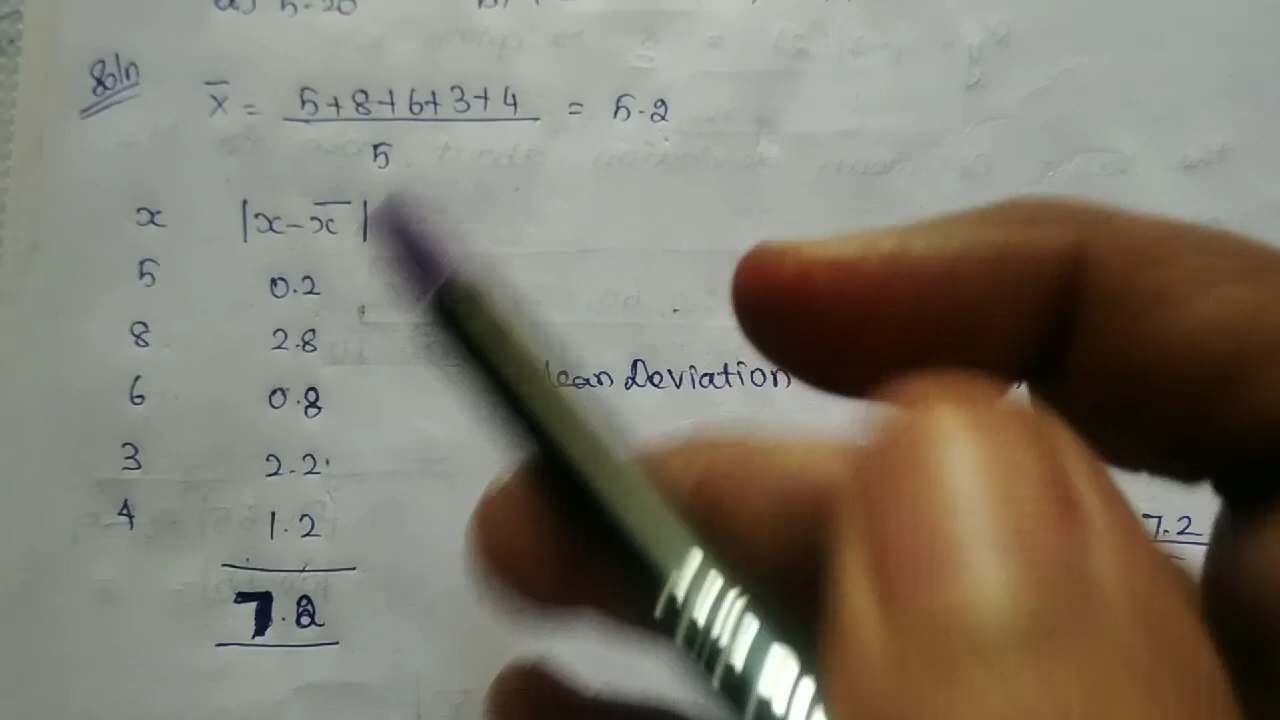 Soln
x̄ = 5+8+6+3+4 = 5.2
5
x |x-x̄|
5 0.2
8 2.8
6 0.8
Deviation
3 2.2
4 1.2
7.2
7.2